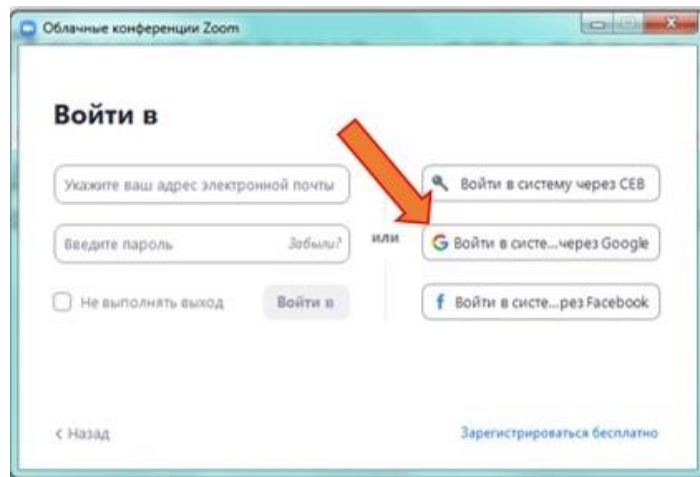 Облачные конференции Zoom
Войти в
Укажите ваш адрес электронной почты
Введите пароль
Забыли?
Не выполнять выход
Войти в
или
Войти в систему через СЕВ
Войти в систе...через Google
Войти в систе...рез Facebook
< Назад
Зарегистрироваться бесплатно